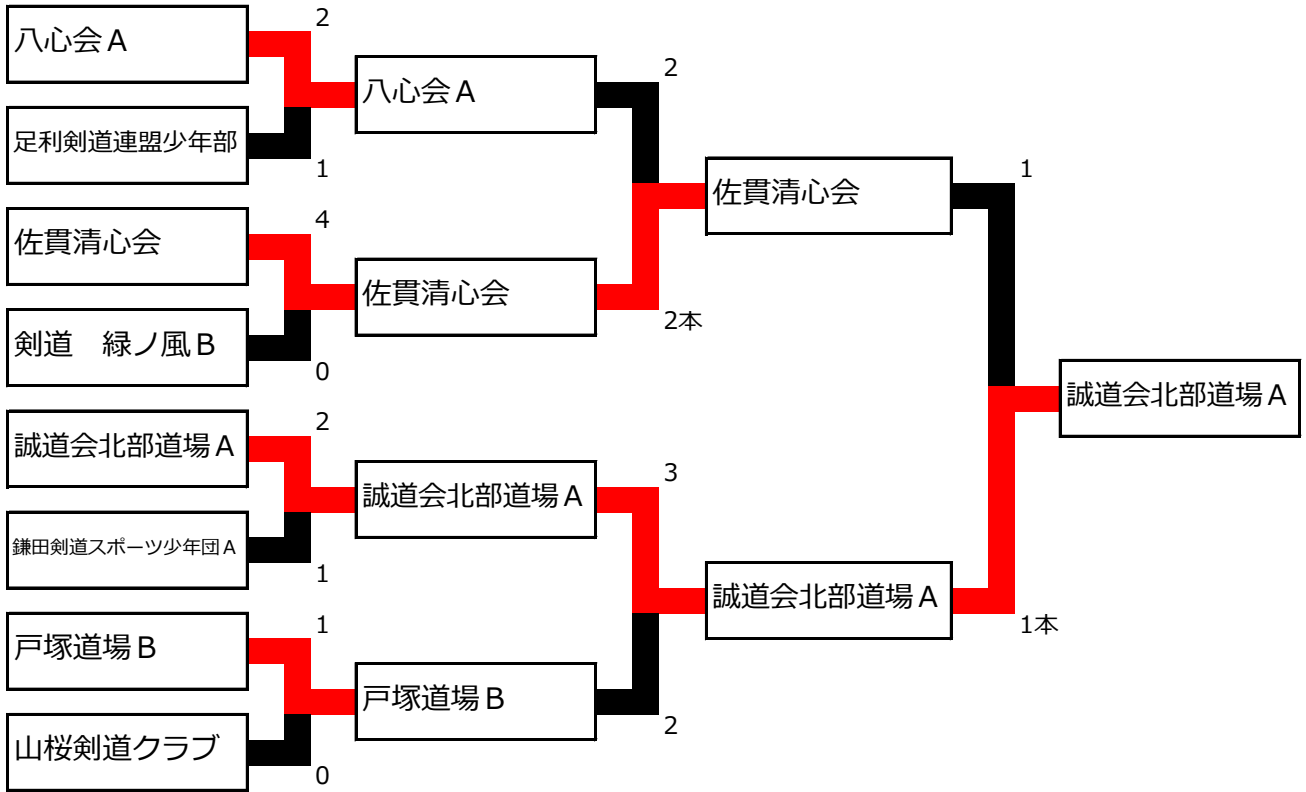 八心会Ａ
2
足利剣道連盟少年部
1
佐貫清心会
4
剣道　緑ノ風Ｂ
0
誠道会北部道場Ａ
2
鎌田剣道スポーツ少年団Ａ
1
戸塚道場Ｂ
1
山桜剣道クラブ
0
八心会Ａ
2
佐貫清心会
2本
誠道会北部道場Ａ
3
戸塚道場Ｂ
2
佐貫清心会
1
誠道会北部道場Ａ
1本
誠道会北部道場Ａ